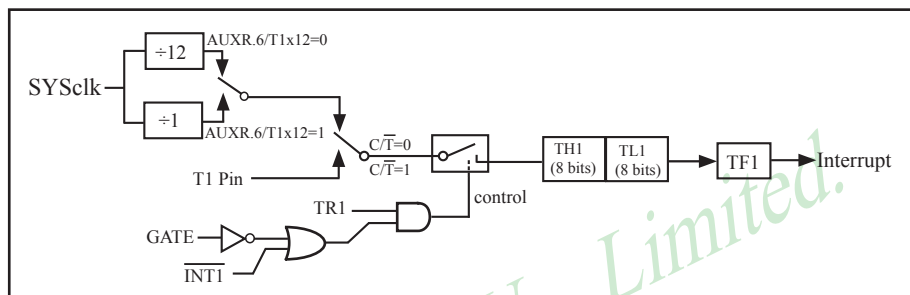 AUXR.6/T1x12=0
÷12
SYSclk
÷1
AUXR.6/T1x12=1
C/T̅=0
C/T̅=1
T1 Pin
TH1
(8 bits)
TL1
(8 bits)
TF1
Interrupt
control
TR1
GATE
I̅N̅T̅1̅
Limited.